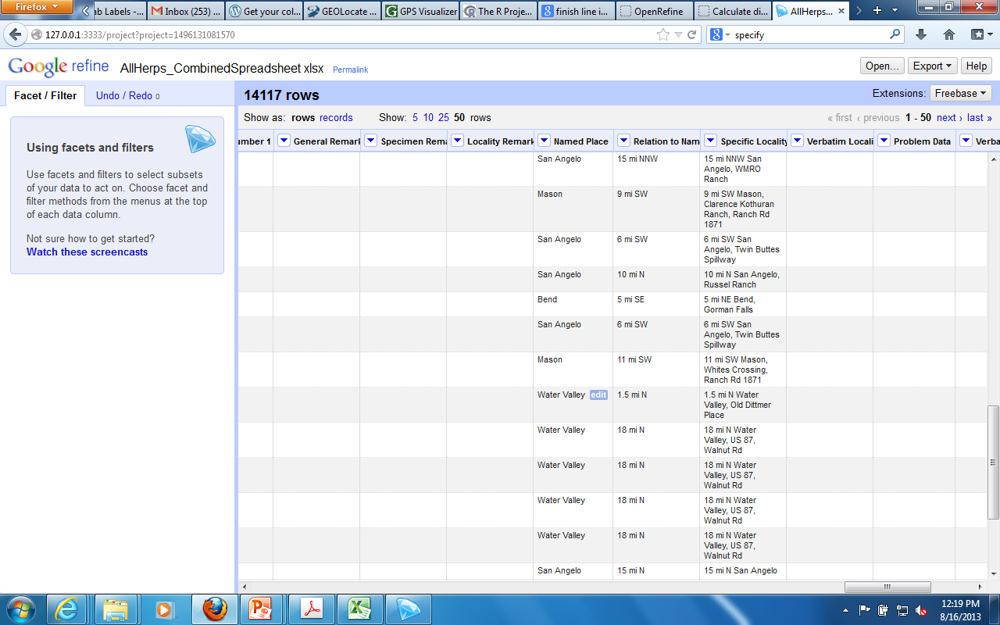 Firefox
ab Labels -...
Inbox (253) ...
Get your col...
GEOLocate ...
GPS Visualizer
The R Proje...
finish line i...
OpenRefine
Calculate di...
AllHerps...
127.0.0.1:3333/project?project=1496131081570
specify
Google refine
AllHerps_CombinedSpreadsheet xlsx
Permalink
Open...
Export
Help
Facet / Filter
Undo / Redo 0
14117 rows
Extensions:
Freebase
Show as: rows records
Show: 5 10 25 50 rows
« first ‹ previous 1 - 50 next › last »
Using facets and filters
Use facets and filters to select subsets
of your data to act on. Choose facet and
filter methods from the menus at the top
of each data column.
Not sure how to get started?
Watch these screencasts
umber 1
General Remark
Specimen Rema
Locality Remark
Named Place
Relation to Nam
Specific Locality
Verbatim Locali
Problem Data
Verba
San Angelo
15 mi NNW
15 mi NNW San
Angelo, WMRO
Ranch
Mason
9 mi SW
9 mi SW Mason,
Clarence Kothuran
Ranch, Ranch Rd
1871
San Angelo
6 mi SW
6 mi SW San
Angelo, Twin Buttes
Spillway
San Angelo
10 mi N
10 mi N San Angelo,
Russel Ranch
Bend
5 mi SE
5 mi NE Bend,
Gorman Falls
San Angelo
6 mi SW
6 mi SW San
Angelo, Twin Buttes
Spillway
Mason
11 mi SW
11 mi SW Mason,
Whites Crossing,
Ranch Rd 1871
Water Valley
edit
1.5 mi N
1.5 mi N Water
Valley, Old Dittmer
Place
Water Valley
18 mi N
18 mi N Water
Valley, US 87,
Walnut Rd
Water Valley
18 mi N
18 mi N Water
Valley, US 87,
Walnut Rd
Water Valley
18 mi N
18 mi N Water
Valley, US 87,
Walnut Rd
Water Valley
18 mi N
18 mi N Water
Valley, US 87,
Walnut Rd
San Angelo
15 mi N
15 mi N San Angelo
12:19 PM
8/16/2013